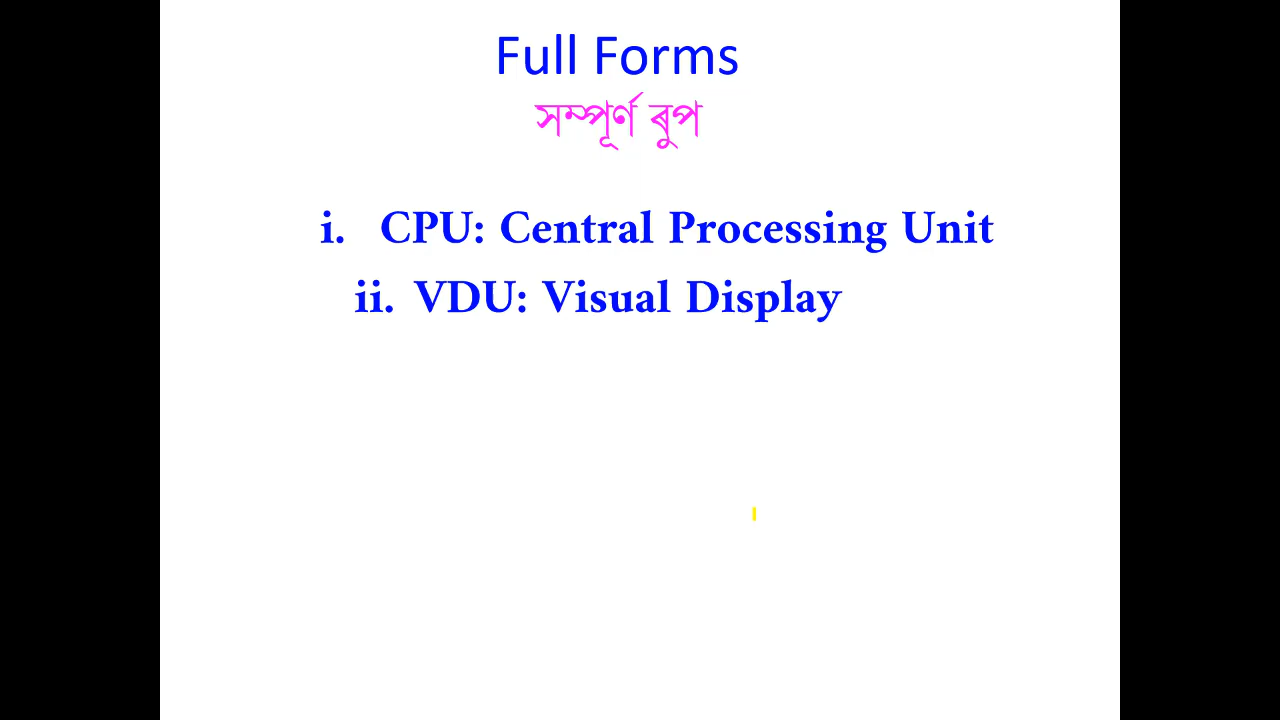 Full Forms
সম্পূৰ্ণ ৰুপ
i. CPU: Central Processing Unit
ii. VDU: Visual Display